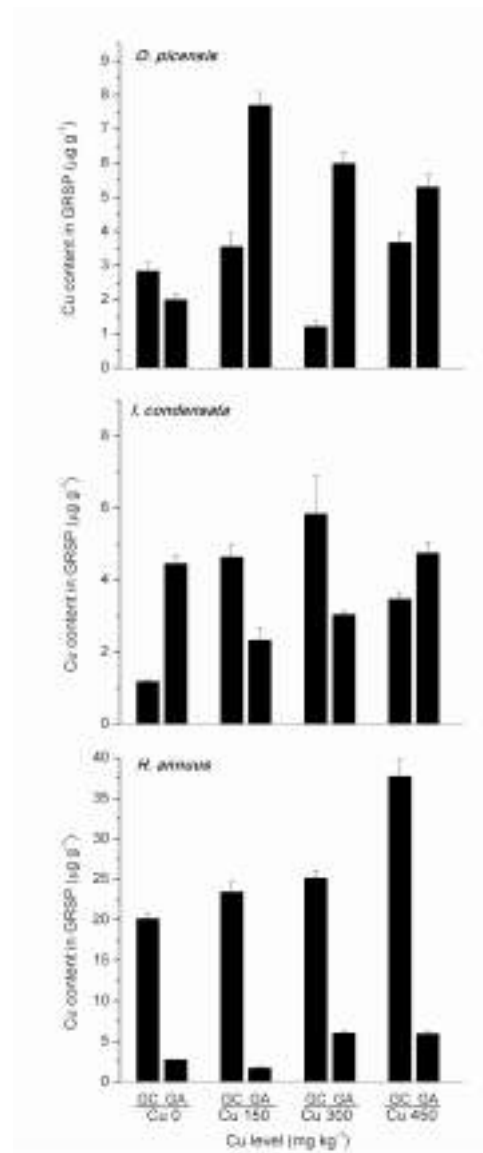 O. picensis
Cu content in GRSP (µg g⁻¹)
9
8
7
6
5
4
3
2
1
0
I. condensata
Cu content in GRSP (µg g⁻¹)
8
6
4
2
0
H. annuus
Cu content in GRSP (µg g⁻¹)
40
35
30
25
20
15
10
5
0
GC GA GC GA GC GA GC GA
Cu 0 Cu 150 Cu 300 Cu 450
Cu level (mg kg⁻¹)